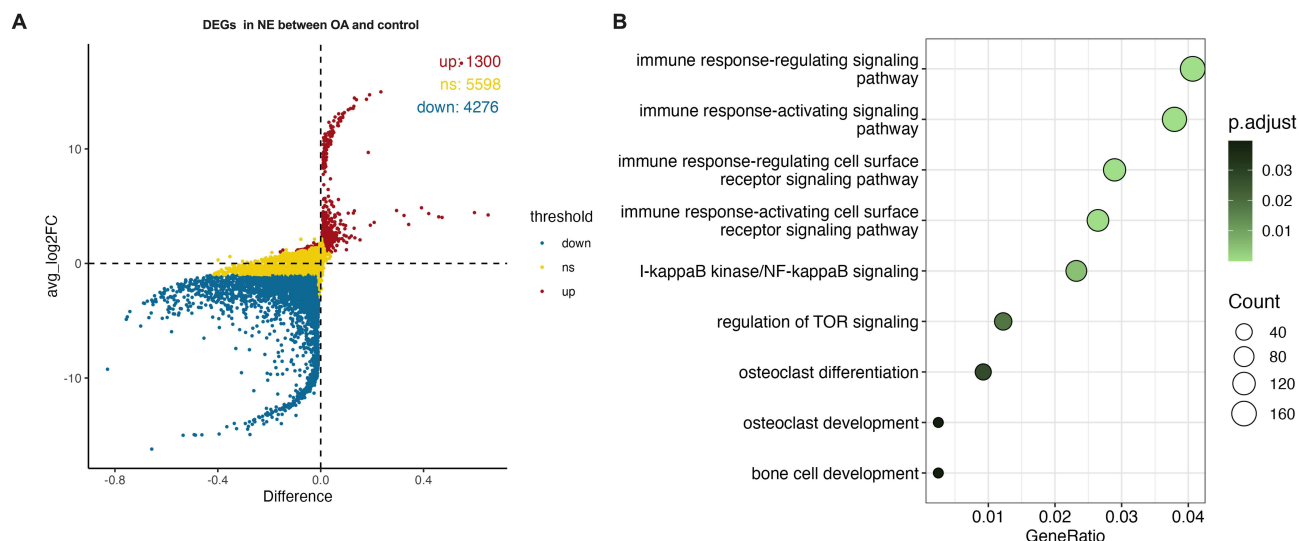 A
DEGs in NE between OA and control
up: 1300
ns: 5598
down: 4276
10
0
-10
avg_log2FC
-0.8
-0.4
0.0
0.4
Difference
threshold
down
ns
up
B
immune response-regulating signaling
pathway
immune response-activating signaling
pathway
immune response-regulating cell surface
receptor signaling pathway
immune response-activating cell surface
receptor signaling pathway
I-kappaB kinase/NF-kappaB signaling
regulation of TOR signaling
osteoclast differentiation
osteoclast development
bone cell development
0.01
0.02
0.03
0.04
GeneRatio
p.adjust
0.03
0.02
0.01
Count
40
80
120
160